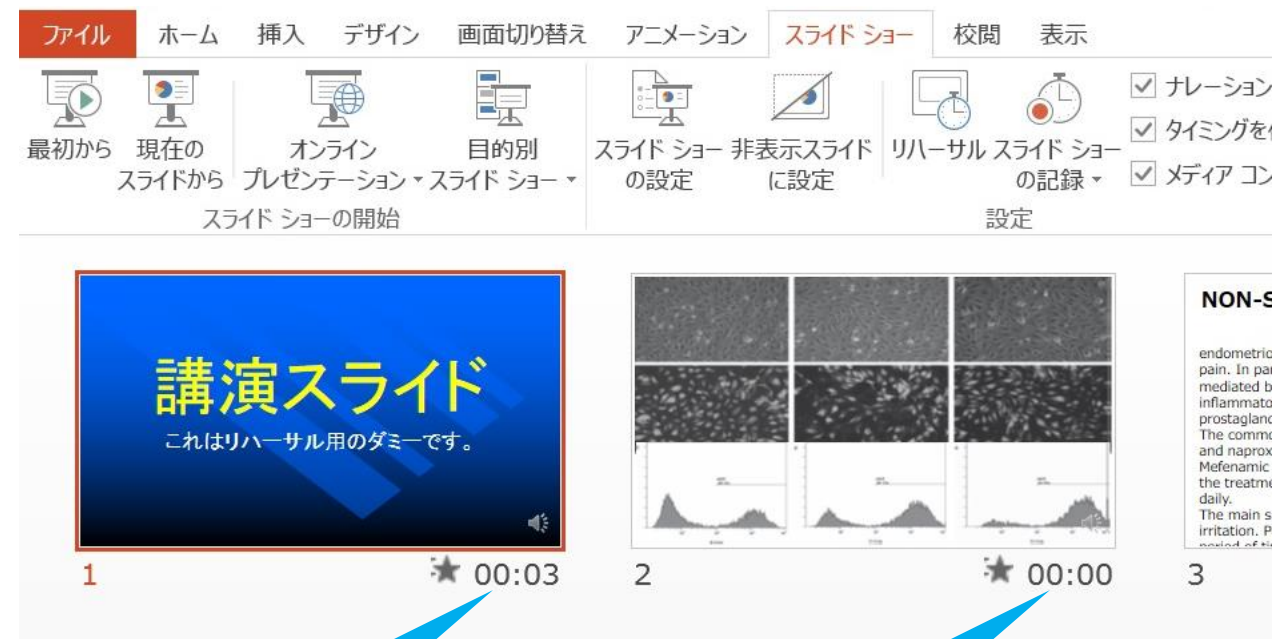 ファイル ホーム 挿入 デザイン 画面切り替え アニメーション スライド ショー 校閲 表示
最初から
現在の
スライドから
オンライン
プレゼンテーション
目的別
スライド ショー
スライド ショーの開始
スライド ショー
の設定
非表示スライド
に設定
リハーサル
スライド ショー
の記録
設定
ナレーション
タイミングを
メディア コン
講演スライド
これはリハーサル用のダミーです。
1 00:03
2 00:00
3
NON-S
endometrio
pain. In pa
mediated b
inflammato
prostagland
The commo
and naprox
Mefenamic
the treatme
daily.
The main s
irritation. P